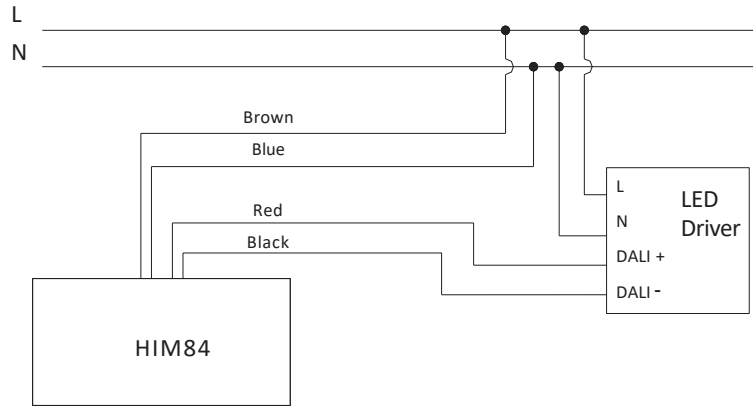 L
N
Brown
Blue
Red
Black
L
N
DALI +
DALI -
LED
Driver
HIM84